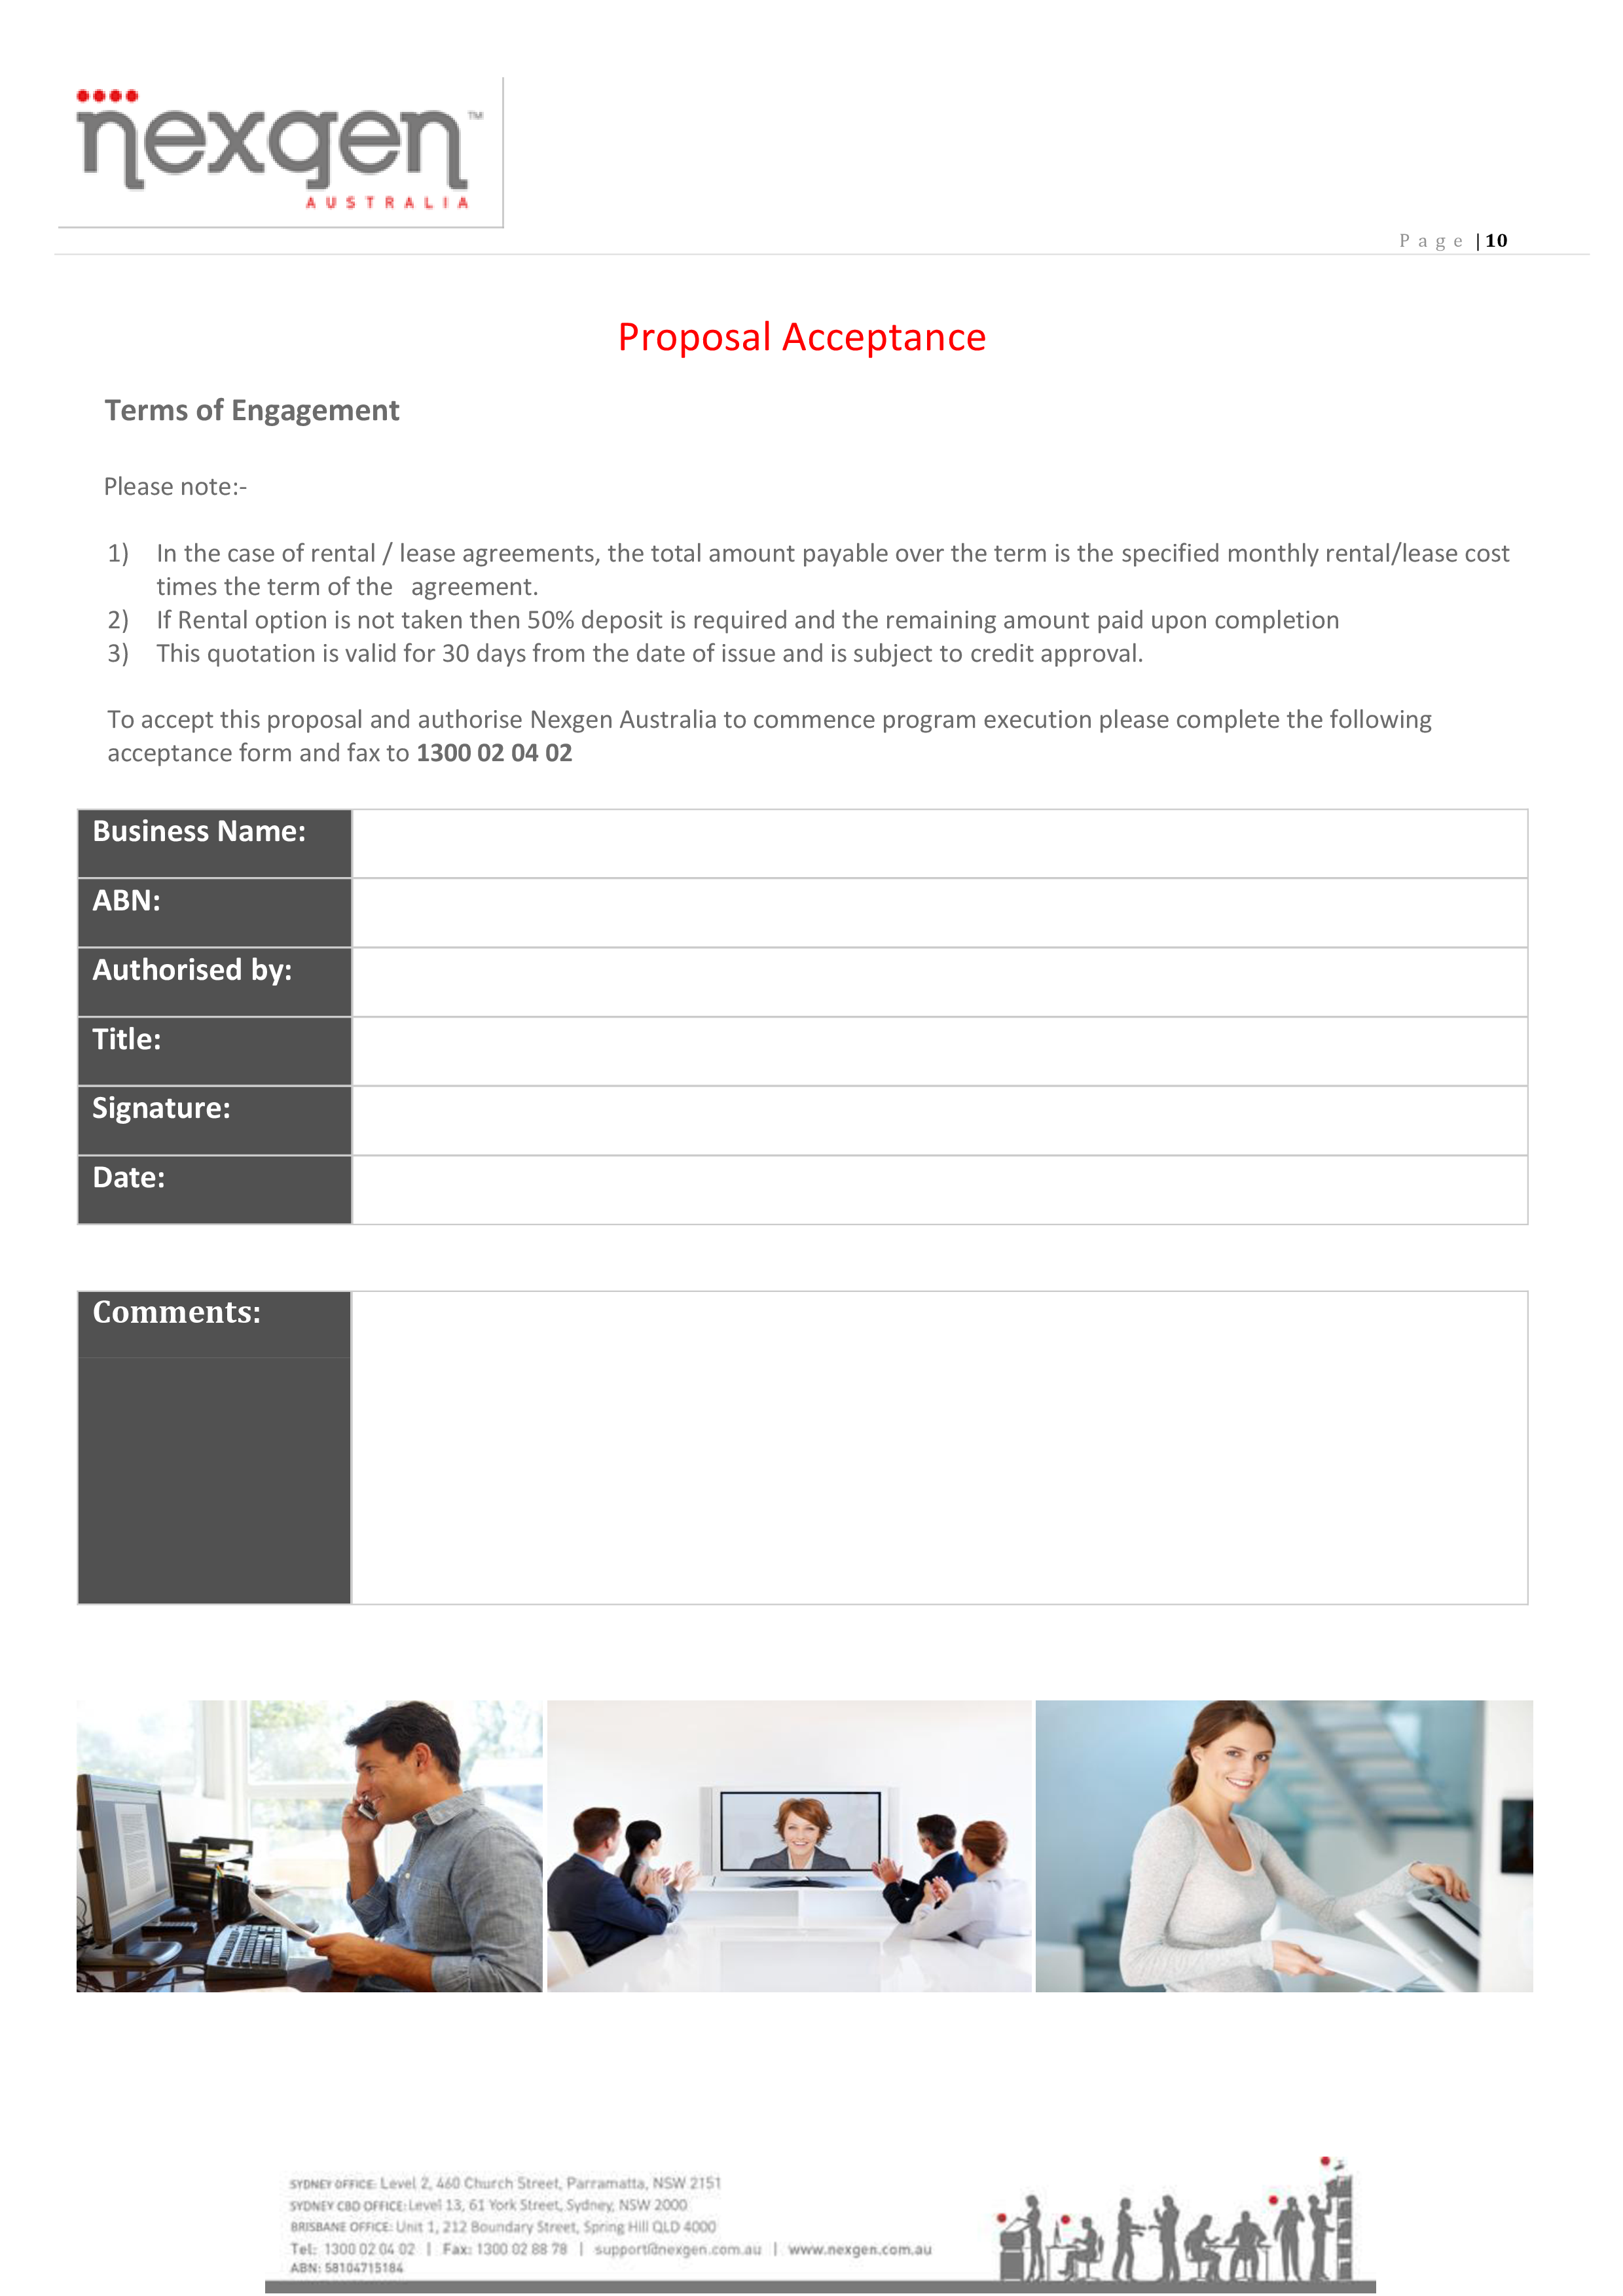 nexgen™
AUSTRALIA
Page | 10
Proposal Acceptance
Terms of Engagement
Please note:-
1) In the case of rental / lease agreements, the total amount payable over the term is the specified monthly rental/lease cost
times the term of the agreement.
2) If Rental option is not taken then 50% deposit is required and the remaining amount paid upon completion
3) This quotation is valid for 30 days from the date of issue and is subject to credit approval.
To accept this proposal and authorise Nexgen Australia to commence program execution please complete the following
acceptance form and fax to 1300 02 04 02
Business Name:
ABN:
Authorised by:
Title:
Signature:
Date:
Comments:
SYDNEY OFFICE: Level 2, 460 Church Street, Parramatta, NSW 2151
SYDNEY CBD OFFICE: Level 13, 61 York Street, Sydney, NSW 2000
BRISBANE OFFICE: Unit 1, 212 Boundary Street, Spring Hill QLD 4000
Tel: 1300 02 04 02 | Fax: 1300 02 88 78 | support@nexgen.com.au | www.nexgen.com.au
ABN: 58104715184